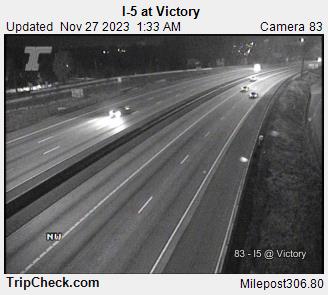 I-5 at Victory
Updated Nov 27 2023 1:33 AM Camera 83
T
NW
83 - I5 @ Victory
TripCheck.com Milepost306.80